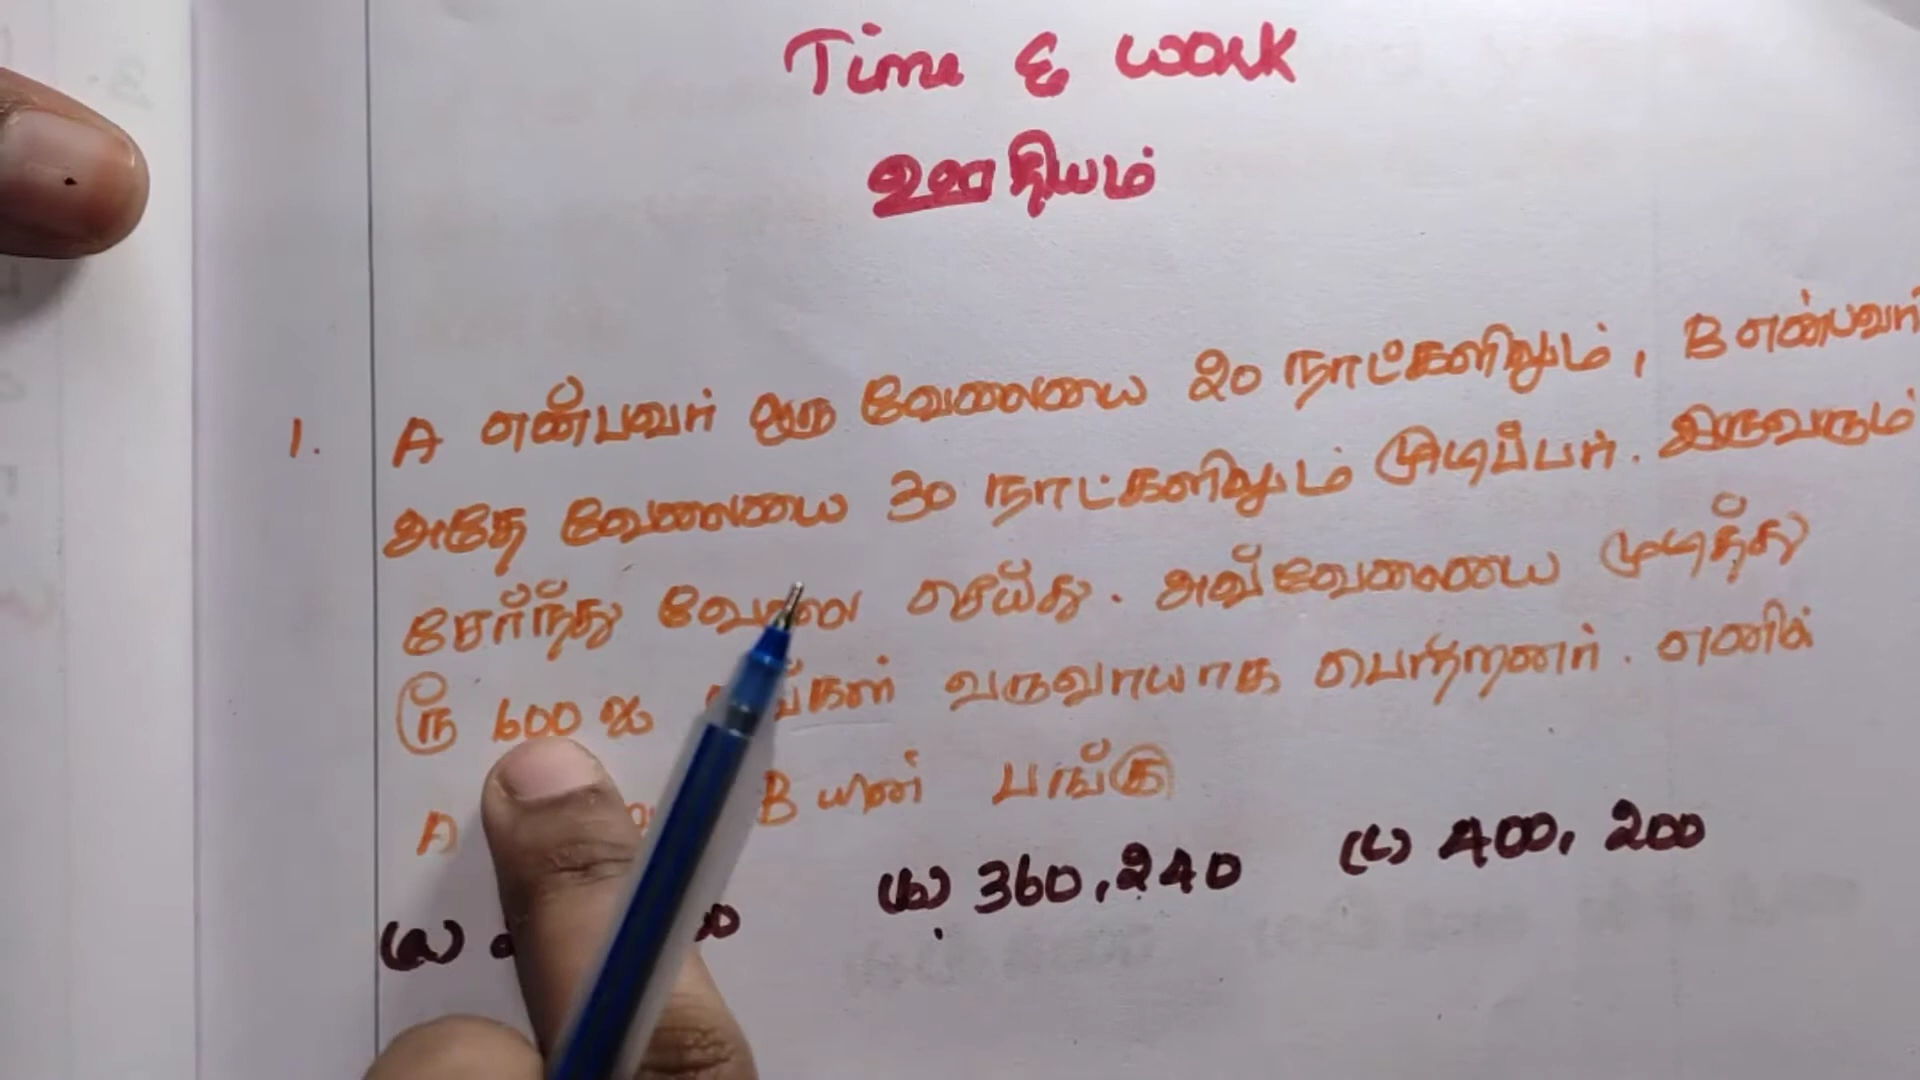 Time & WORK
ஊதியம்
1. A என்பவர் ஒரு வேலையை 20 நாட்களிலும், B என்பவர்
அதே வேலையை 30 நாட்களிலும் முடிப்பர். இருவரும்
சேர்ந்து வேலை செய்து. அவ்வேலையை முடித்து
ரூ 600 ஐ வருவாயாக பெற்றனர். எனில்
A B யின் பங்கு
(a) (b) 360, 240 (c) 400, 200